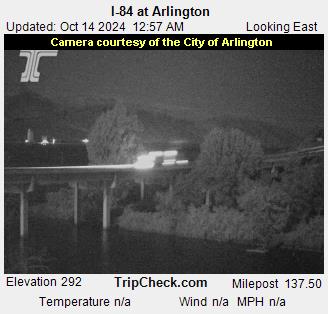 I-84 at Arlington
Updated: Oct 14 2024 12:57 AM Looking East
Camera courtesy of the City of Arlington
Elevation 292 TripCheck.com Milepost 137.50
Temperature n/a Wind n/a MPH n/a